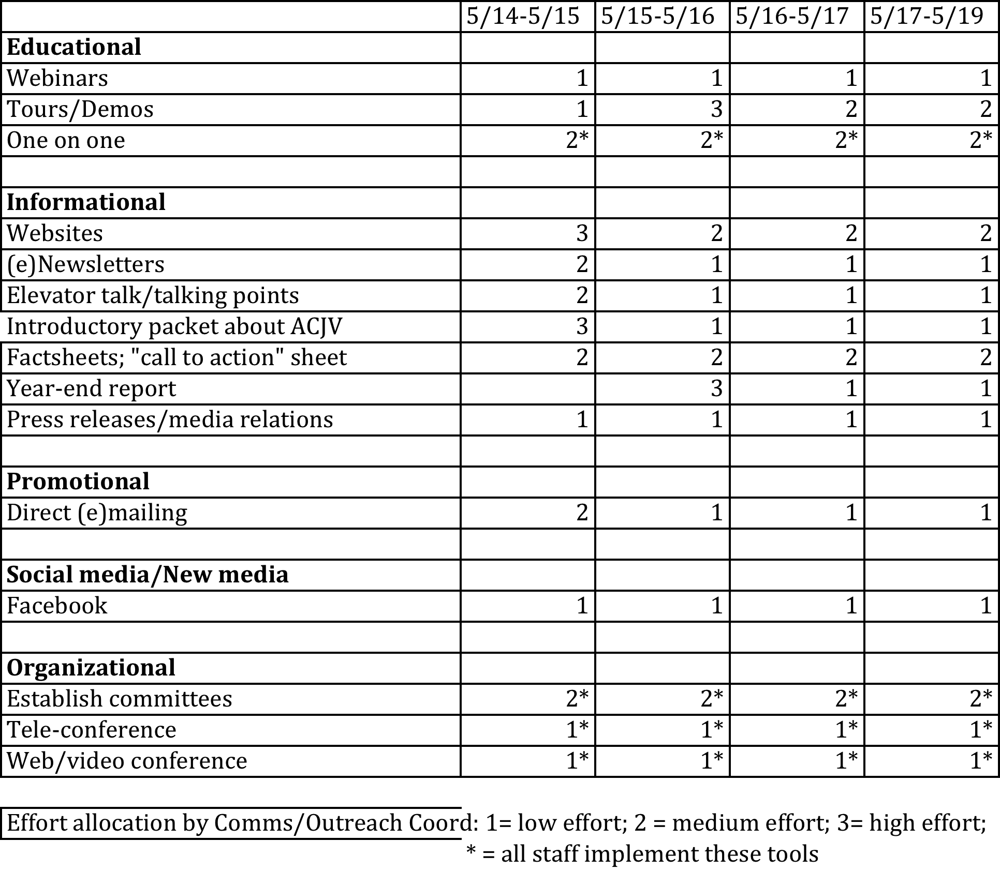 5/14-5/15 5/15-5/16 5/16-5/17 5/17-5/19
Educational
Webinars 1 1 1 1
Tours/Demos 1 3 2 2
One on one 2* 2* 2* 2*
Informational
Websites 3 2 2 2
(e)Newsletters 2 1 1 1
Elevator talk/talking points 2 1 1 1
Introductory packet about ACJV 3 1 1 1
Factsheets; "call to action" sheet 2 2 2 2
Year-end report 3 1 1
Press releases/media relations 1 1 1 1
Promotional
Direct (e)mailing 2 1 1 1
Social media/New media
Facebook 1 1 1 1
Organizational
Establish committees 2* 2* 2* 2*
Tele-conference 1* 1* 1* 1*
Web/video conference 1* 1* 1* 1*
Effort allocation by Comms/Outreach Coord: 1= low effort; 2 = medium effort; 3= high effort;
* = all staff implement these tools